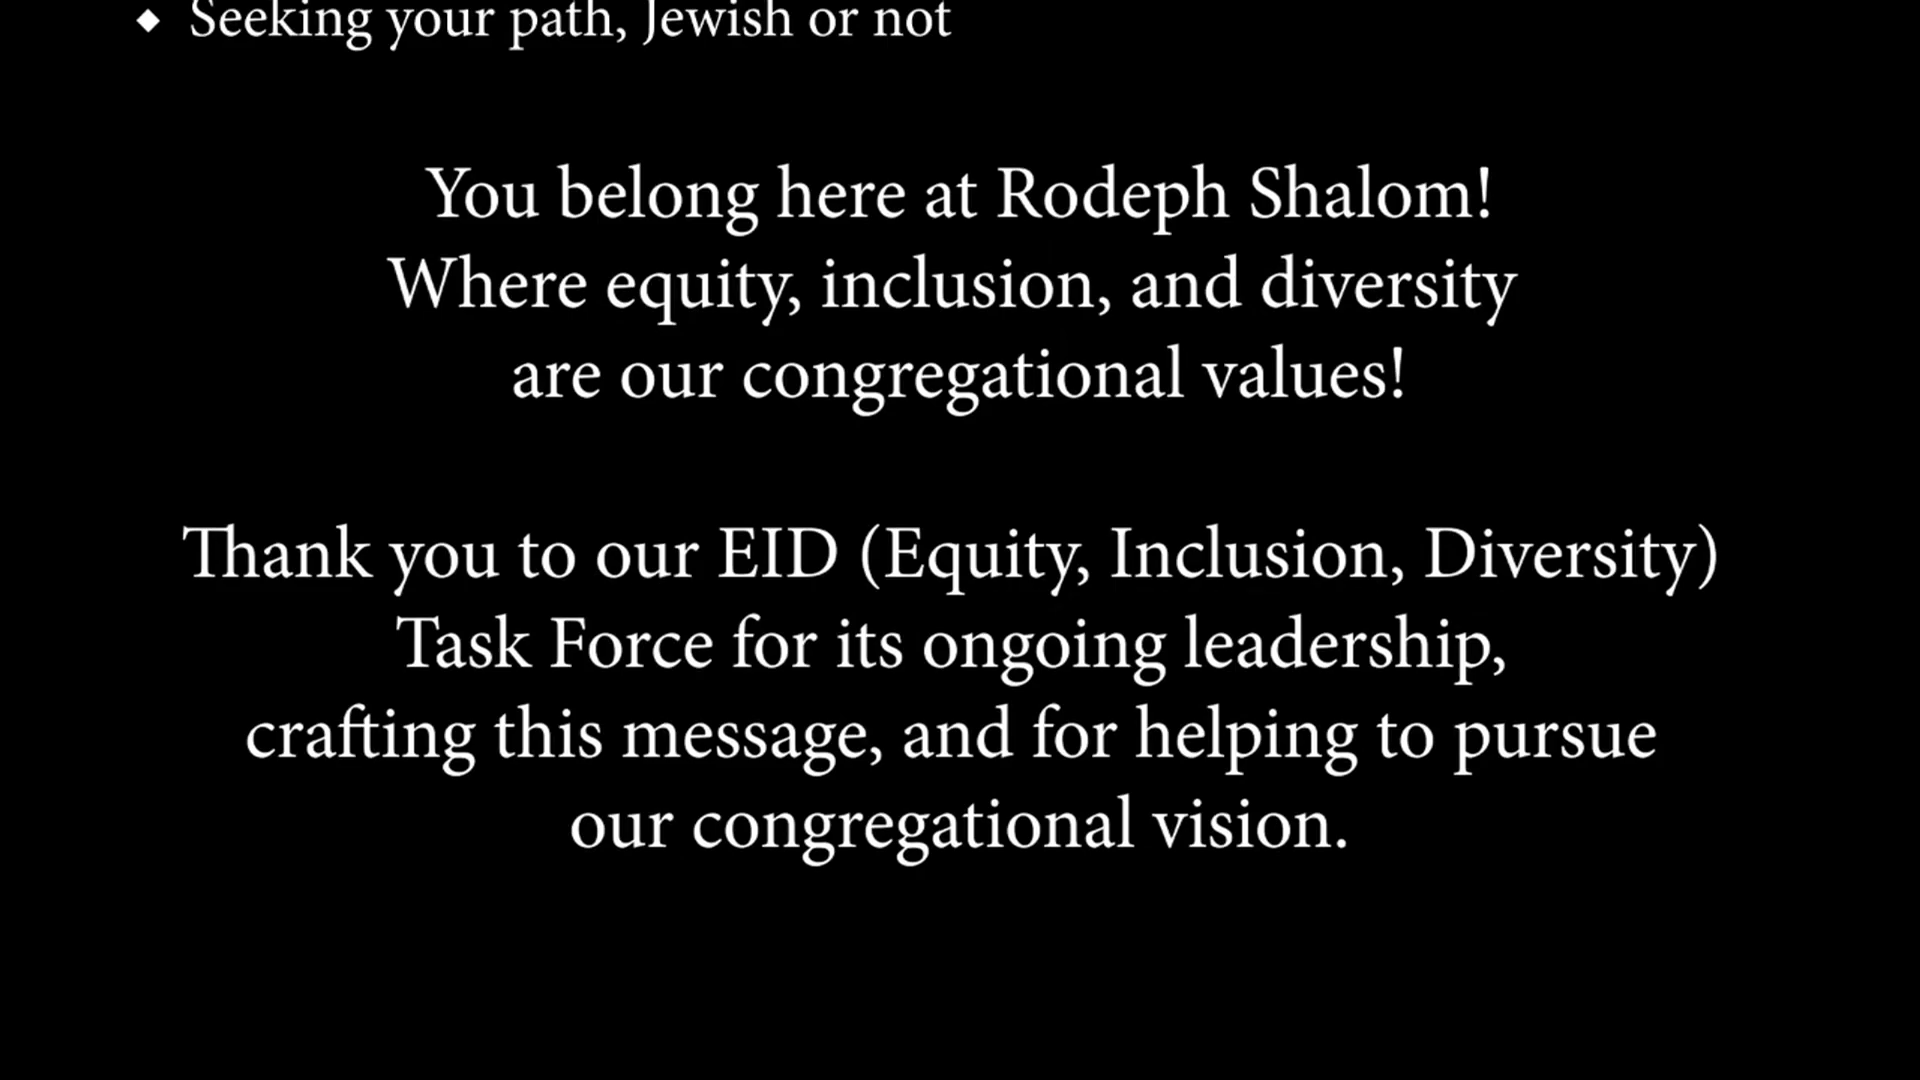 ◆ Seeking your path, Jewish or not
You belong here at Rodeph Shalom!
Where equity, inclusion, and diversity
are our congregational values!
Thank you to our EID (Equity, Inclusion, Diversity)
Task Force for its ongoing leadership,
crafting this message, and for helping to pursue
our congregational vision.